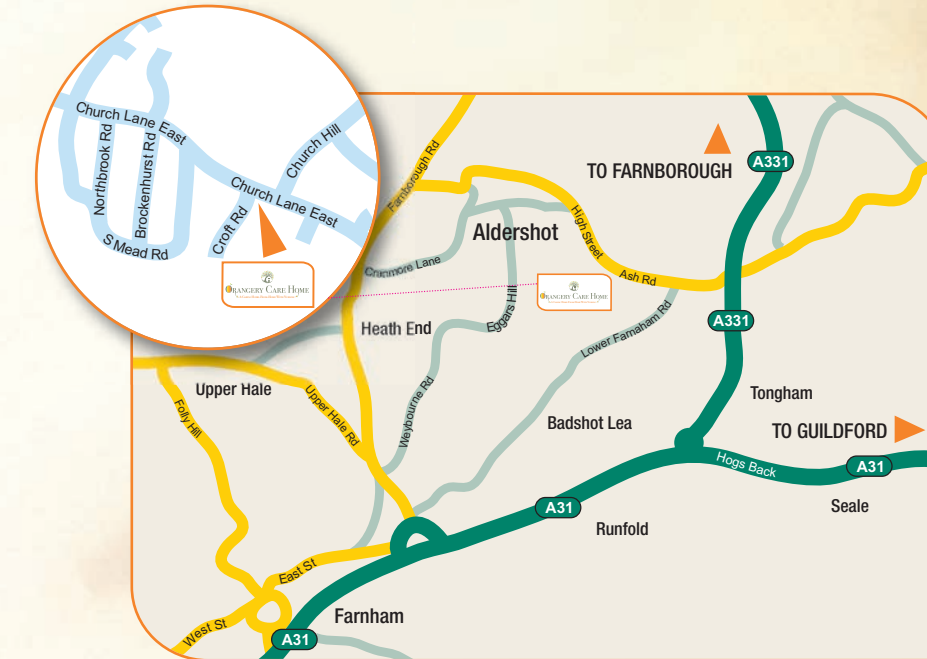 Church Lane East
Northbrook Rd
Brockenhurst Rd
S Mead Rd
Church Hill
Church Lane East
Croft Rd
ORANGERY CARE HOME
Farnborough Rd
TO FARNBOROUGH
A331
Aldershot
High Street
Ash Rd
Lane
ORANGERY CARE HOME
Eggars Hill
Lower Farnaham Rd
A331
Heath End
Upper Hale
Upper Hale Rd
Folly Hill
Weybourne Rd
Badshot Lea
Tongham
TO GUILDFORD
Hogs Back
A31
Seale
A31
Runfold
East St
West St
Farnham
A31